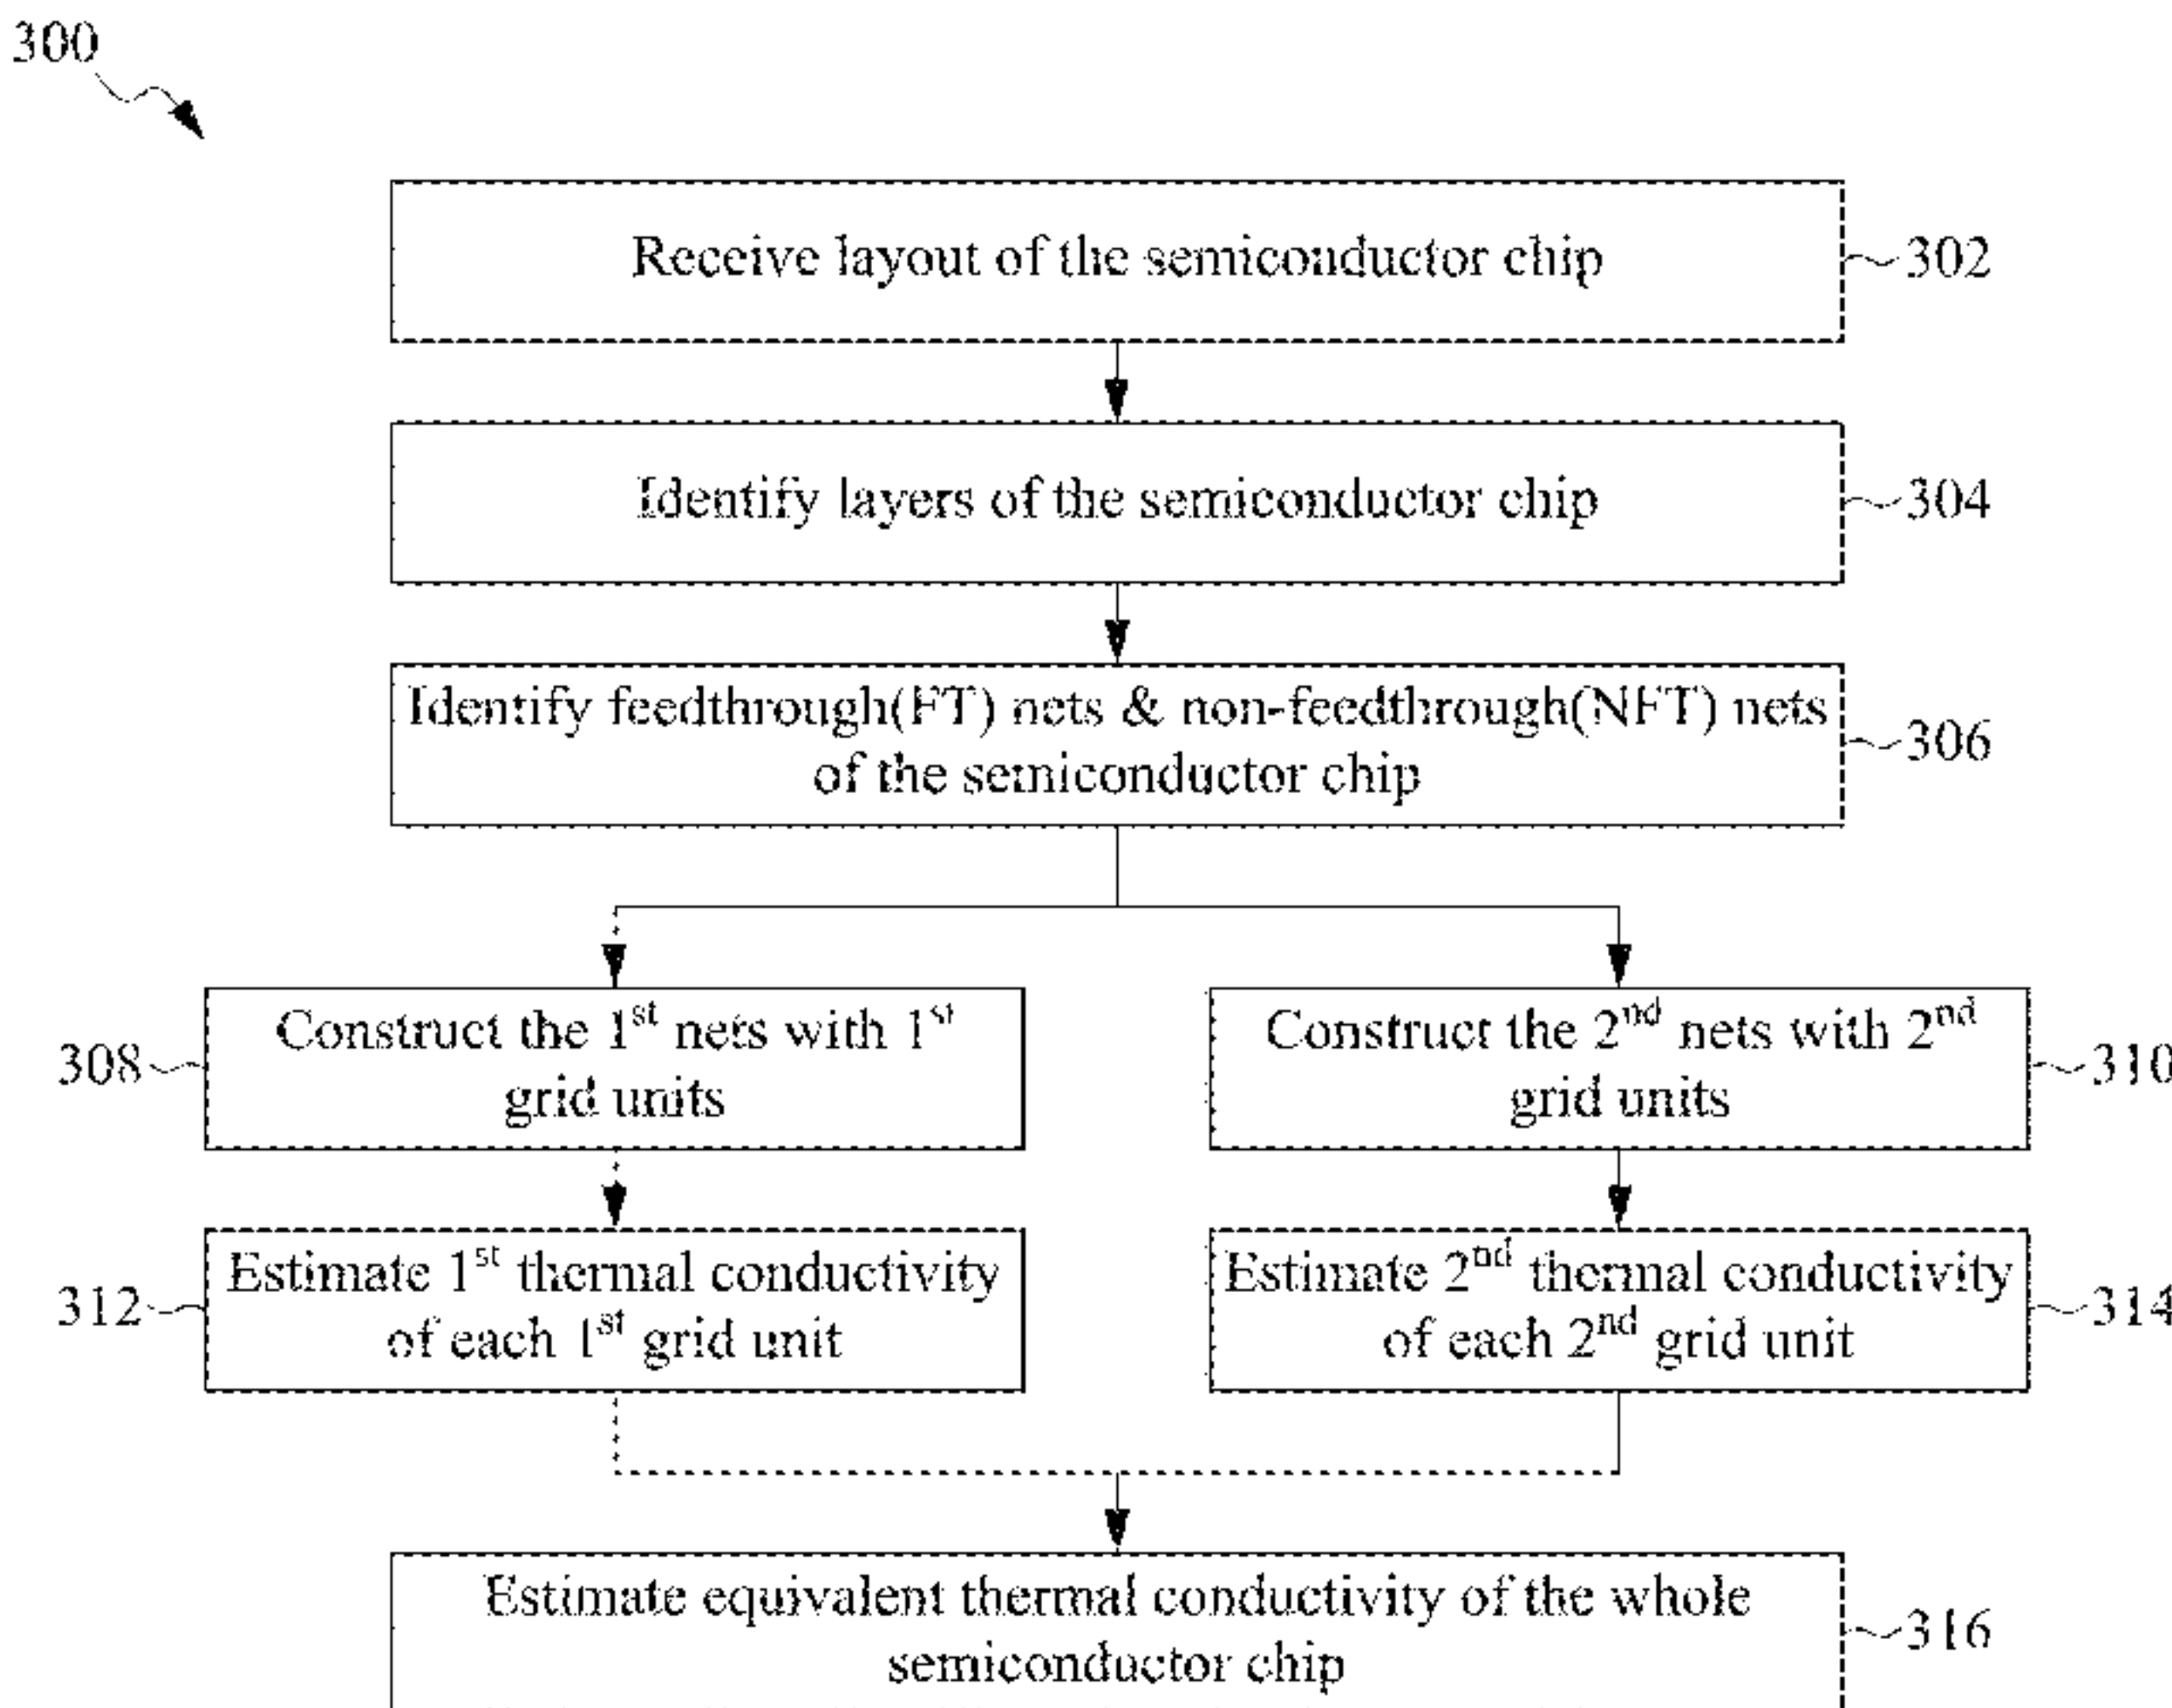 300
Receive layout of the semiconductor chip
302
Identify layers of the semiconductor chip
304
Identify feedthrough(FT) nets & non-feedthrough(NFT) nets
of the semiconductor chip
306
Construct the 1st nets with 1st
grid units
308
Construct the 2nd nets with 2nd
grid units
310
Estimate 1st thermal conductivity
of each 1st grid unit
312
Estimate 2nd thermal conductivity
of each 2nd grid unit
314
Estimate equivalent thermal conductivity of the whole
semiconductor chip
316